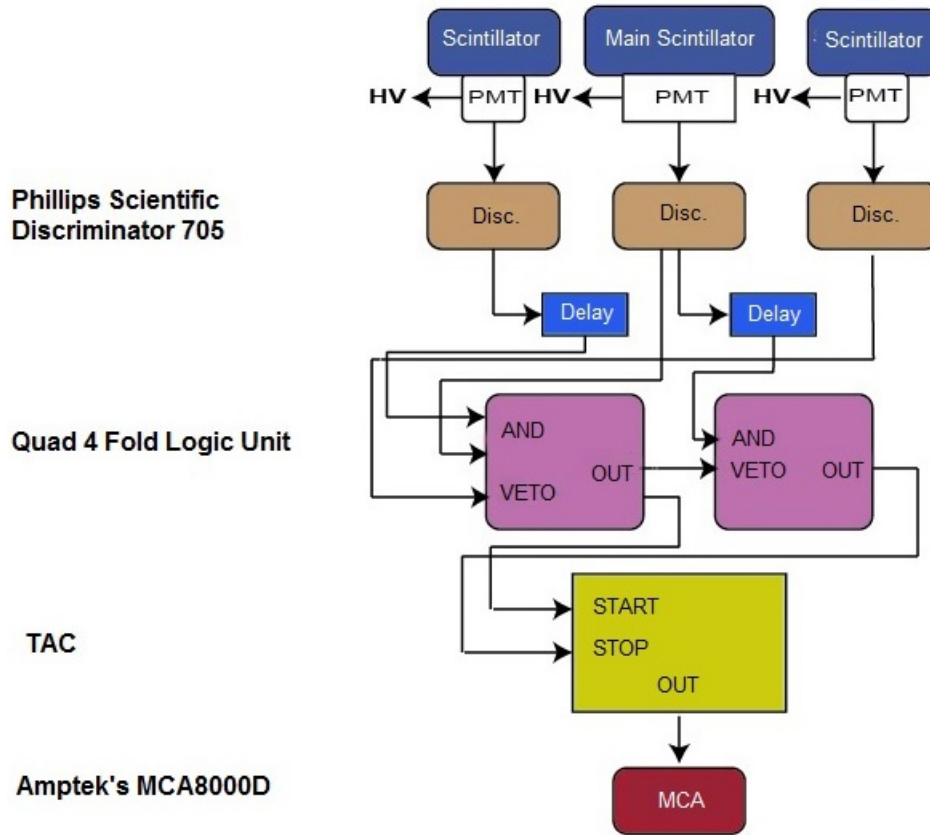 Scintillator
Main Scintillator
Scintillator
HV
PMT
HV
PMT
HV
PMT
Phillips Scientific
Discriminator 705
Disc.
Disc.
Disc.
Delay
Delay
Quad 4 Fold Logic Unit
AND
OUT
VETO
AND
VETO
OUT
TAC
START
STOP
OUT
Amptek's MCA8000D
MCA